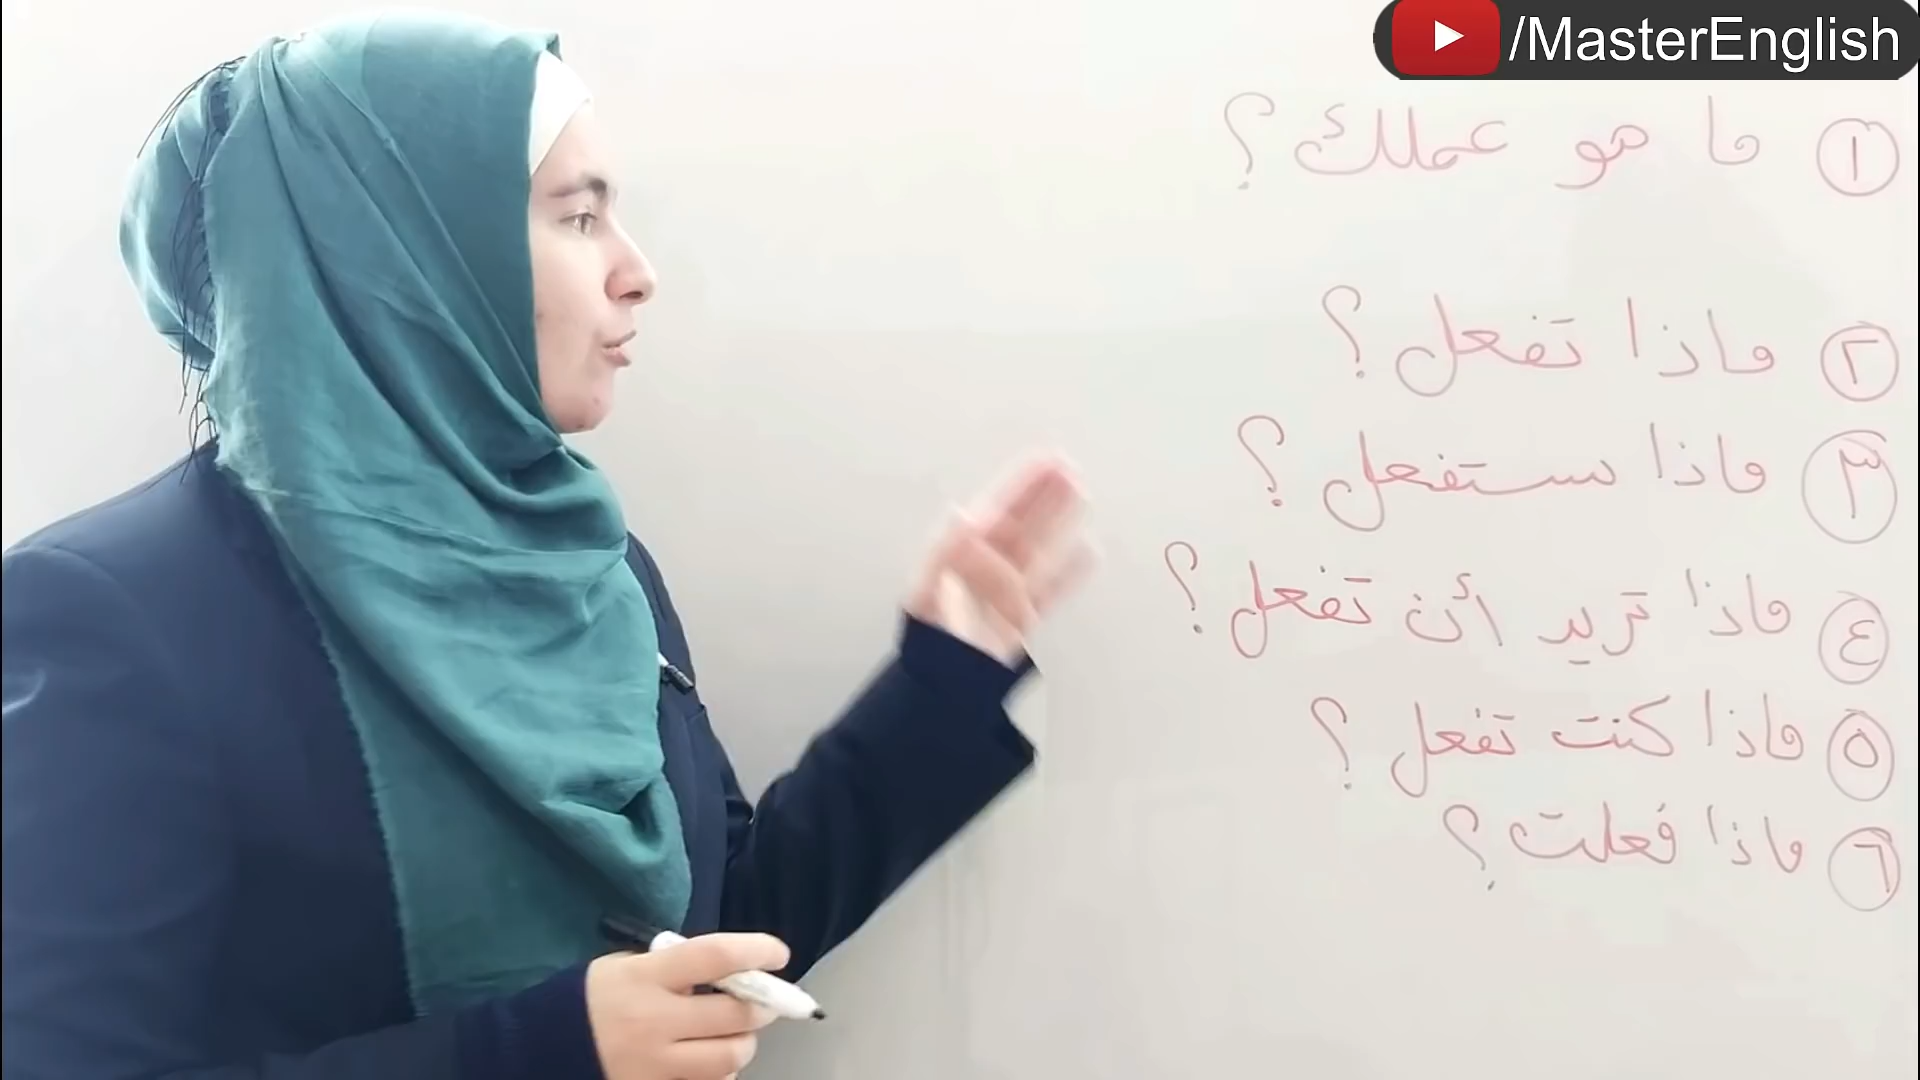 /MasterEnglish
١ ما هو عملك؟
٢ ماذا تفعل؟
٣ ماذا ستفعل؟
٤ ماذا تريد أن تفعل؟
٥ ماذا كنت تفعل؟
٦ ماذا فعلت؟